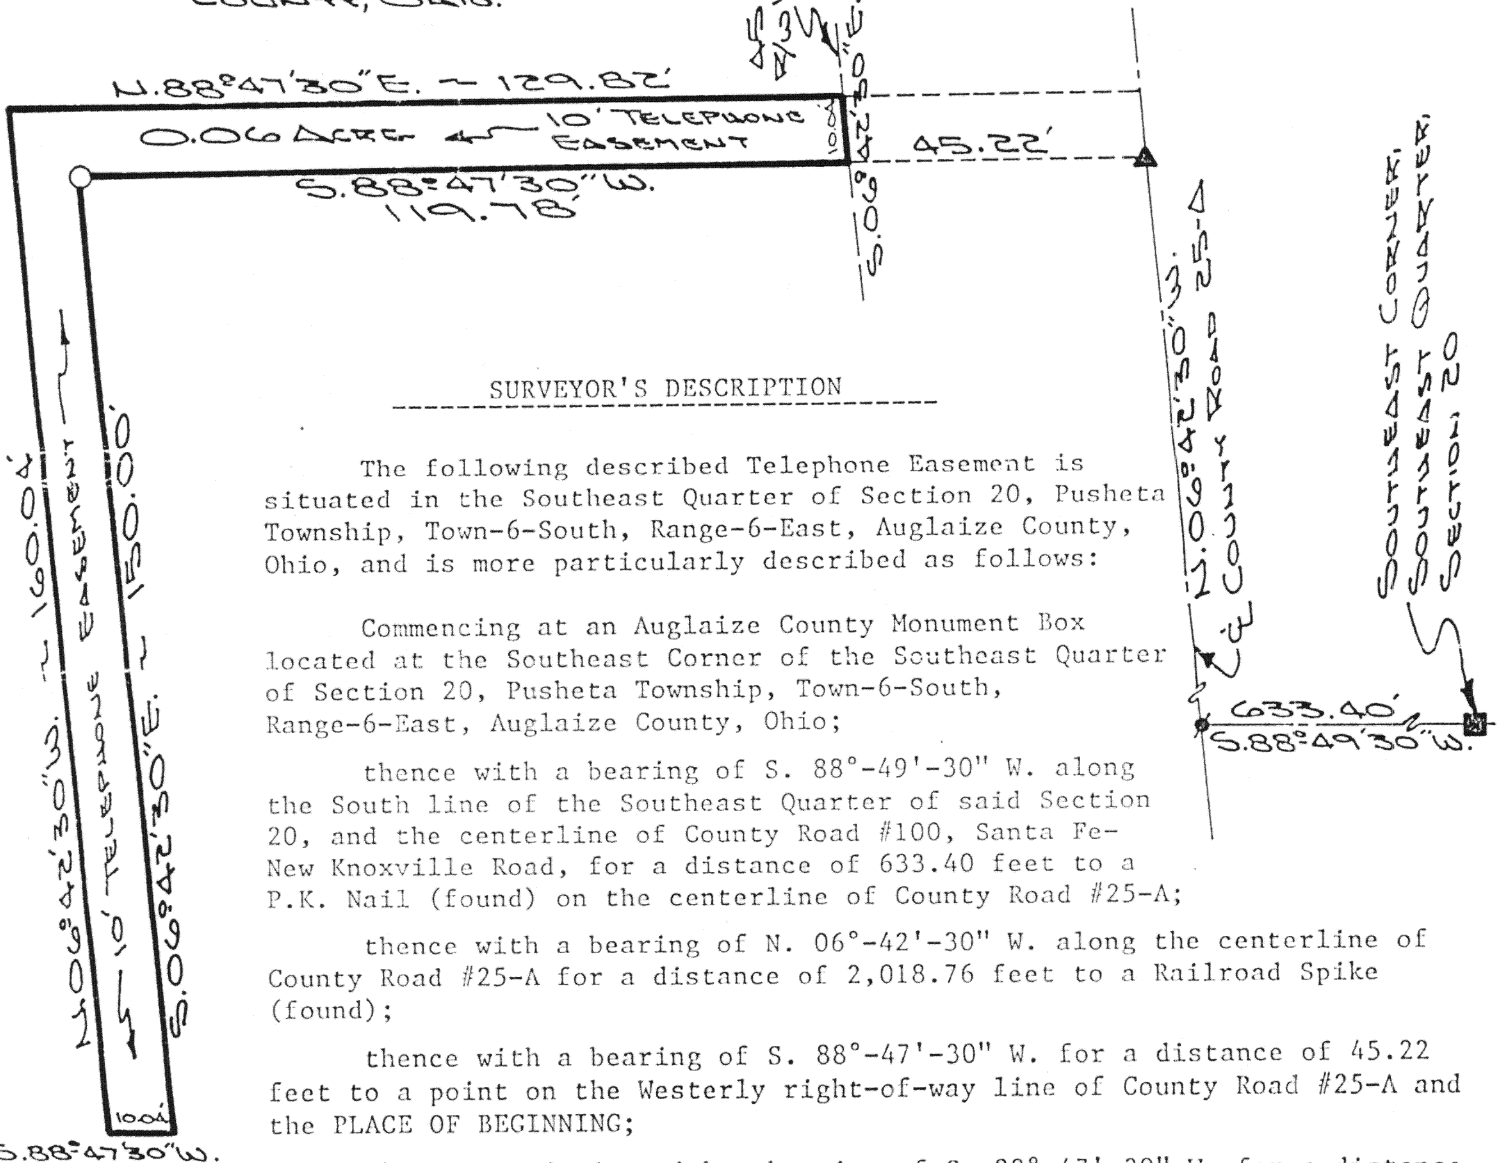 COUNTY, OHIO.
45
R/W
N.88°47'30"E. ~ 129.82'
0.06 ACRE
10' TELEPHONE
EASEMENT
10.04'
S.06°42'30"E.
45.22'
S.88°47'30"W.
119.78'
N.06°42'30"W.
℄ COUNTY ROAD 25-A
SOUTHEAST CORNER,
SOUTHEAST QUARTER,
SECTION 20
633.40'
S.88°49'30"W.
N.06°42'30"W. ~ 160.04'
10' TELEPHONE EASEMENT
S.06°42'30"E. ~ 150.00'
10.04'
S.88°47'30"W.
SURVEYOR'S DESCRIPTION
The following described Telephone Easement is
situated in the Southeast Quarter of Section 20, Pusheta
Township, Town-6-South, Range-6-East, Auglaize County,
Ohio, and is more particularly described as follows:
Commencing at an Auglaize County Monument Box
located at the Southeast Corner of the Southeast Quarter
of Section 20, Pusheta Township, Town-6-South,
Range-6-East, Auglaize County, Ohio;
thence with a bearing of S. 88°-49'-30" W. along
the South line of the Southeast Quarter of said Section
20, and the centerline of County Road #100, Santa Fe-
New Knoxville Road, for a distance of 633.40 feet to a
P.K. Nail (found) on the centerline of County Road #25-A;
thence with a bearing of N. 06°-42'-30" W. along the centerline of
County Road #25-A for a distance of 2,018.76 feet to a Railroad Spike
(found);
thence with a bearing of S. 88°-47'-30" W. for a distance of 45.22
feet to a point on the Westerly right-of-way line of County Road #25-A and
the PLACE OF BEGINNING;